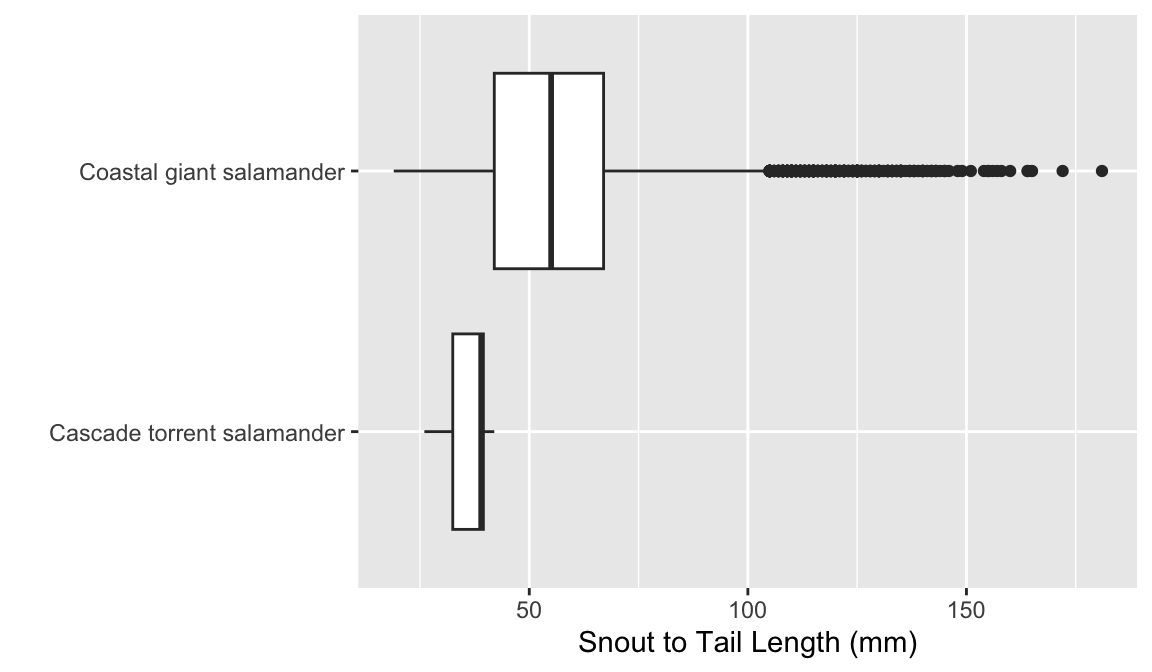 Coastal giant salamander
Cascade torrent salamander
50 100 150
Snout to Tail Length (mm)